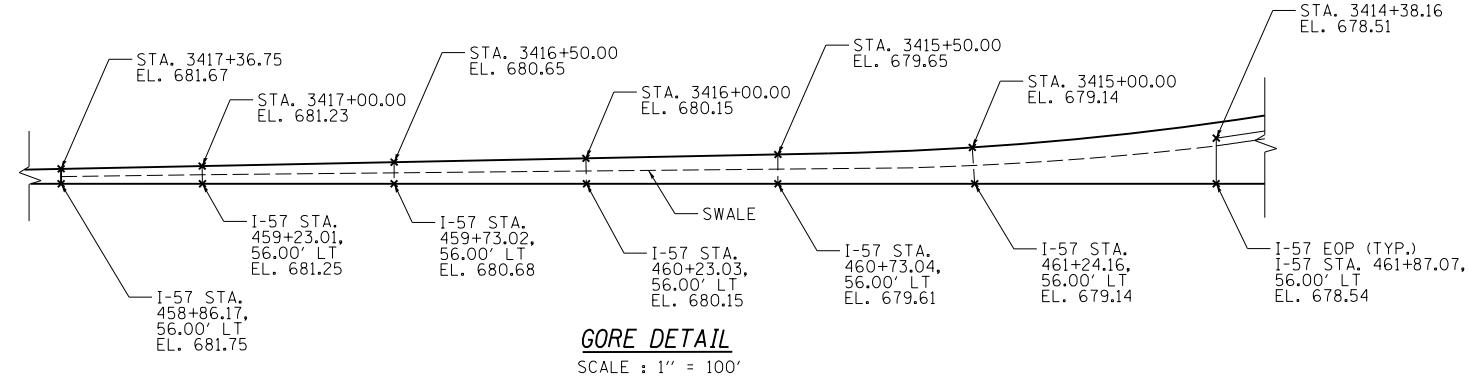 STA. 3417+36.75
EL. 681.67
STA. 3417+00.00
EL. 681.23
STA. 3416+50.00
EL. 680.65
STA. 3416+00.00
EL. 680.15
STA. 3415+50.00
EL. 679.65
STA. 3415+00.00
EL. 679.14
STA. 3414+38.16
EL. 678.51
SWALE
I-57 STA.
458+86.17,
56.00' LT
EL. 681.75
I-57 STA.
459+23.01,
56.00' LT
EL. 681.25
I-57 STA.
459+73.02,
56.00' LT
EL. 680.68
I-57 STA.
460+23.03,
56.00' LT
EL. 680.15
I-57 STA.
460+73.04,
56.00' LT
EL. 679.61
I-57 STA.
461+24.16,
56.00' LT
EL. 679.14
I-57 EOP (TYP.)
I-57 STA. 461+87.07,
56.00' LT
EL. 678.54
GORE DETAIL
SCALE : 1" = 100'